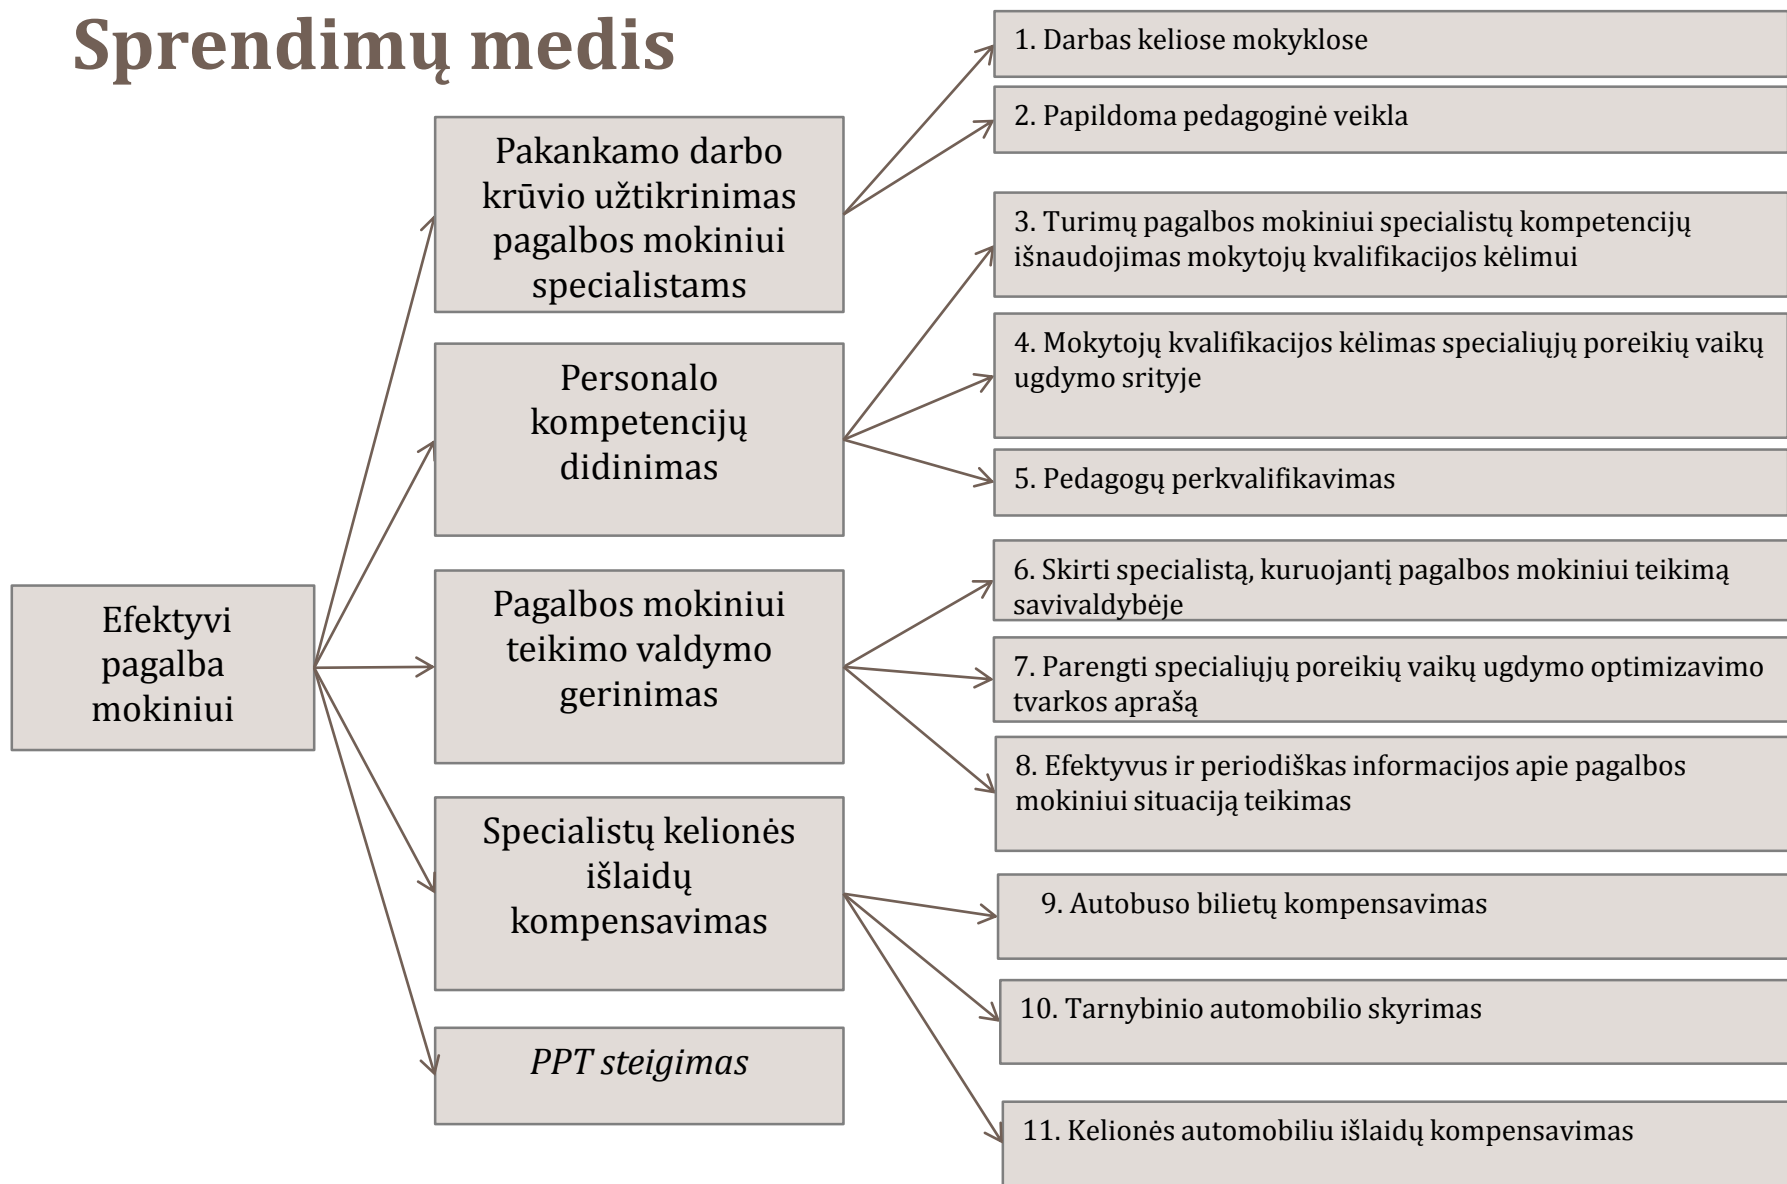 Sprendimų medis
Efektyvi
pagalba
mokiniui
Pakankamo darbo
krūvio užtikrinimas
pagalbos mokiniui
specialistams
Personalo
kompetencijų
didinimas
Pagalbos mokiniui
teikimo valdymo
gerinimas
Specialistų kelionės
išlaidų
kompensavimas
PPT steigimas
1. Darbas keliose mokyklose
2. Papildoma pedagoginė veikla
3. Turimų pagalbos mokiniui specialistų kompetencijų
išnaudojimas mokytojų kvalifikacijos kėlimui
4. Mokytojų kvalifikacijos kėlimas specialiųjų poreikių vaikų
ugdymo srityje
5. Pedagogų perkvalifikavimas
6. Skirti specialistą, kuruojantį pagalbos mokiniui teikimą
savivaldybėje
7. Parengti specialiųjų poreikių vaikų ugdymo optimizavimo
tvarkos aprašą
8. Efektyvus ir periodiškas informacijos apie pagalbos
mokiniui situaciją teikimas
9. Autobuso bilietų kompensavimas
10. Tarnybinio automobilio skyrimas
11. Kelionės automobiliu išlaidų kompensavimas